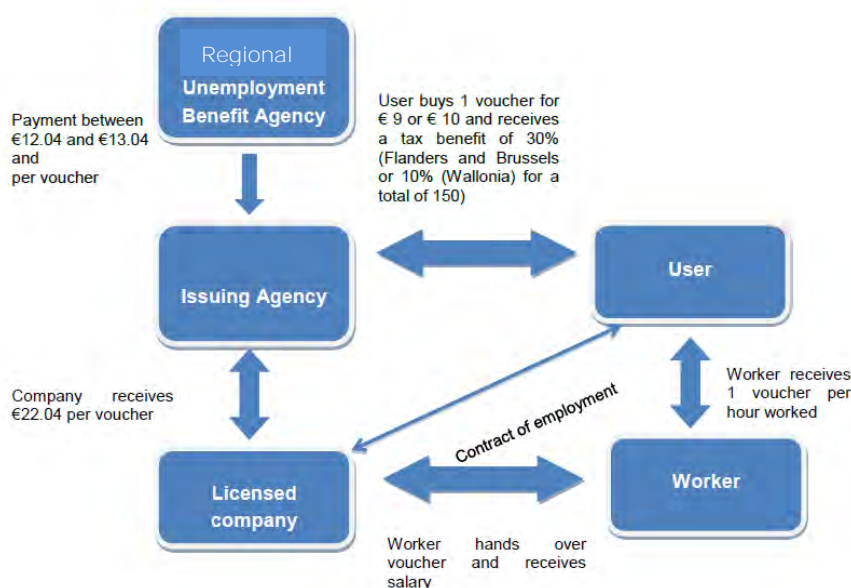 Regional
Unemployment
Benefit Agency
Payment between
€12.04 and €13.04
and
per voucher
User buys 1 voucher for
€ 9 or € 10 and receives
a tax benefit of 30%
(Flanders and Brussels
or 10% (Wallonia) for a
total of 150)
Issuing Agency
User
Company receives
€22.04 per voucher
Contract of employment
Worker receives
1 voucher per
hour worked
Licensed
company
Worker
Worker hands over
voucher and receives
salary